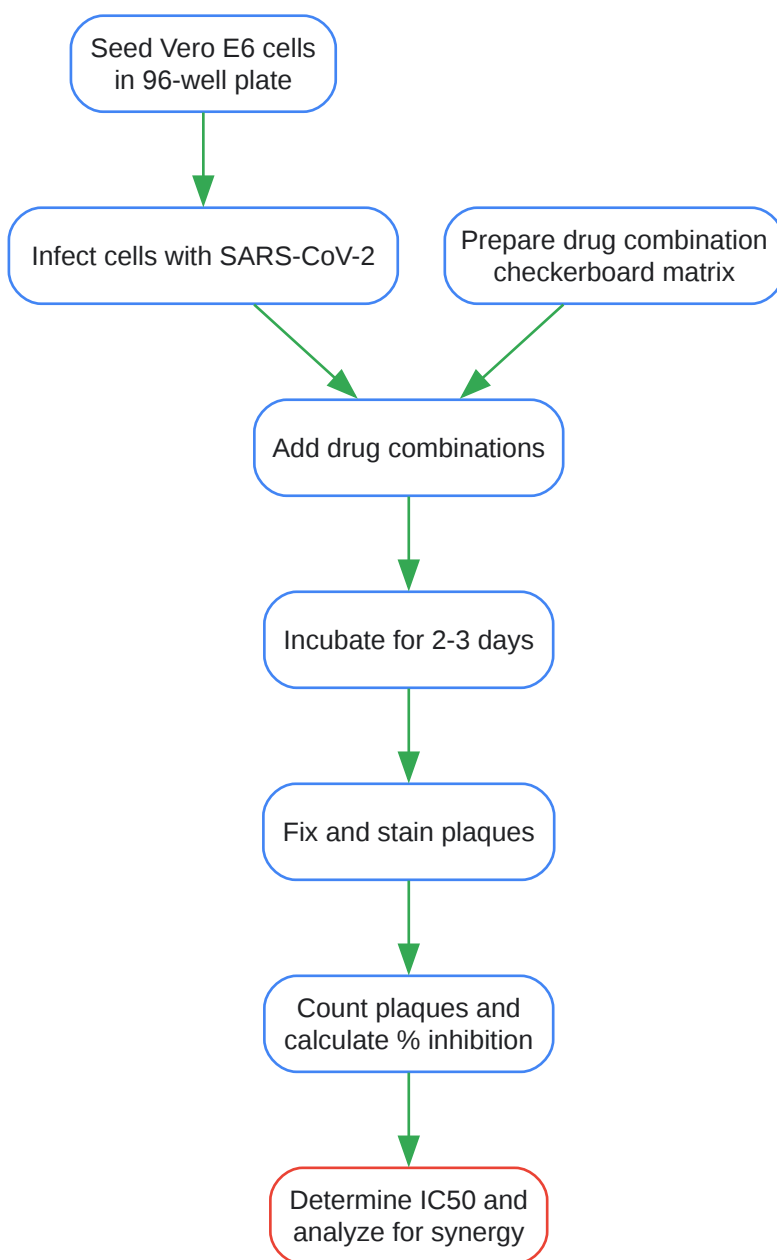 Seed Vero E6 cells
in 96-well plate
Infect cells with SARS-CoV-2
Prepare drug combination
checkerboard matrix
Add drug combinations
Incubate for 2-3 days
Fix and stain plaques
Count plaques and
calculate % inhibition
Determine IC50 and
analyze for synergy